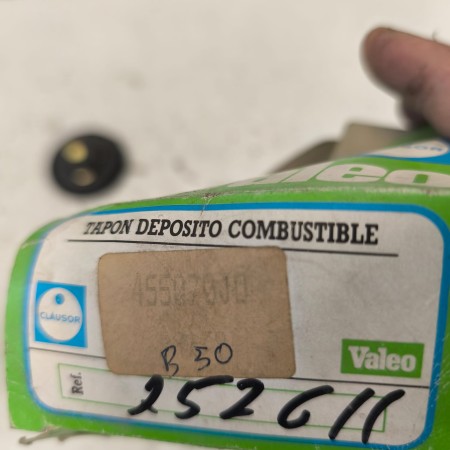 Valeo
TAPON DEPOSITO COMBUSTIBLE
B 50
CLAUSOR
Valeo
Ref.
252611